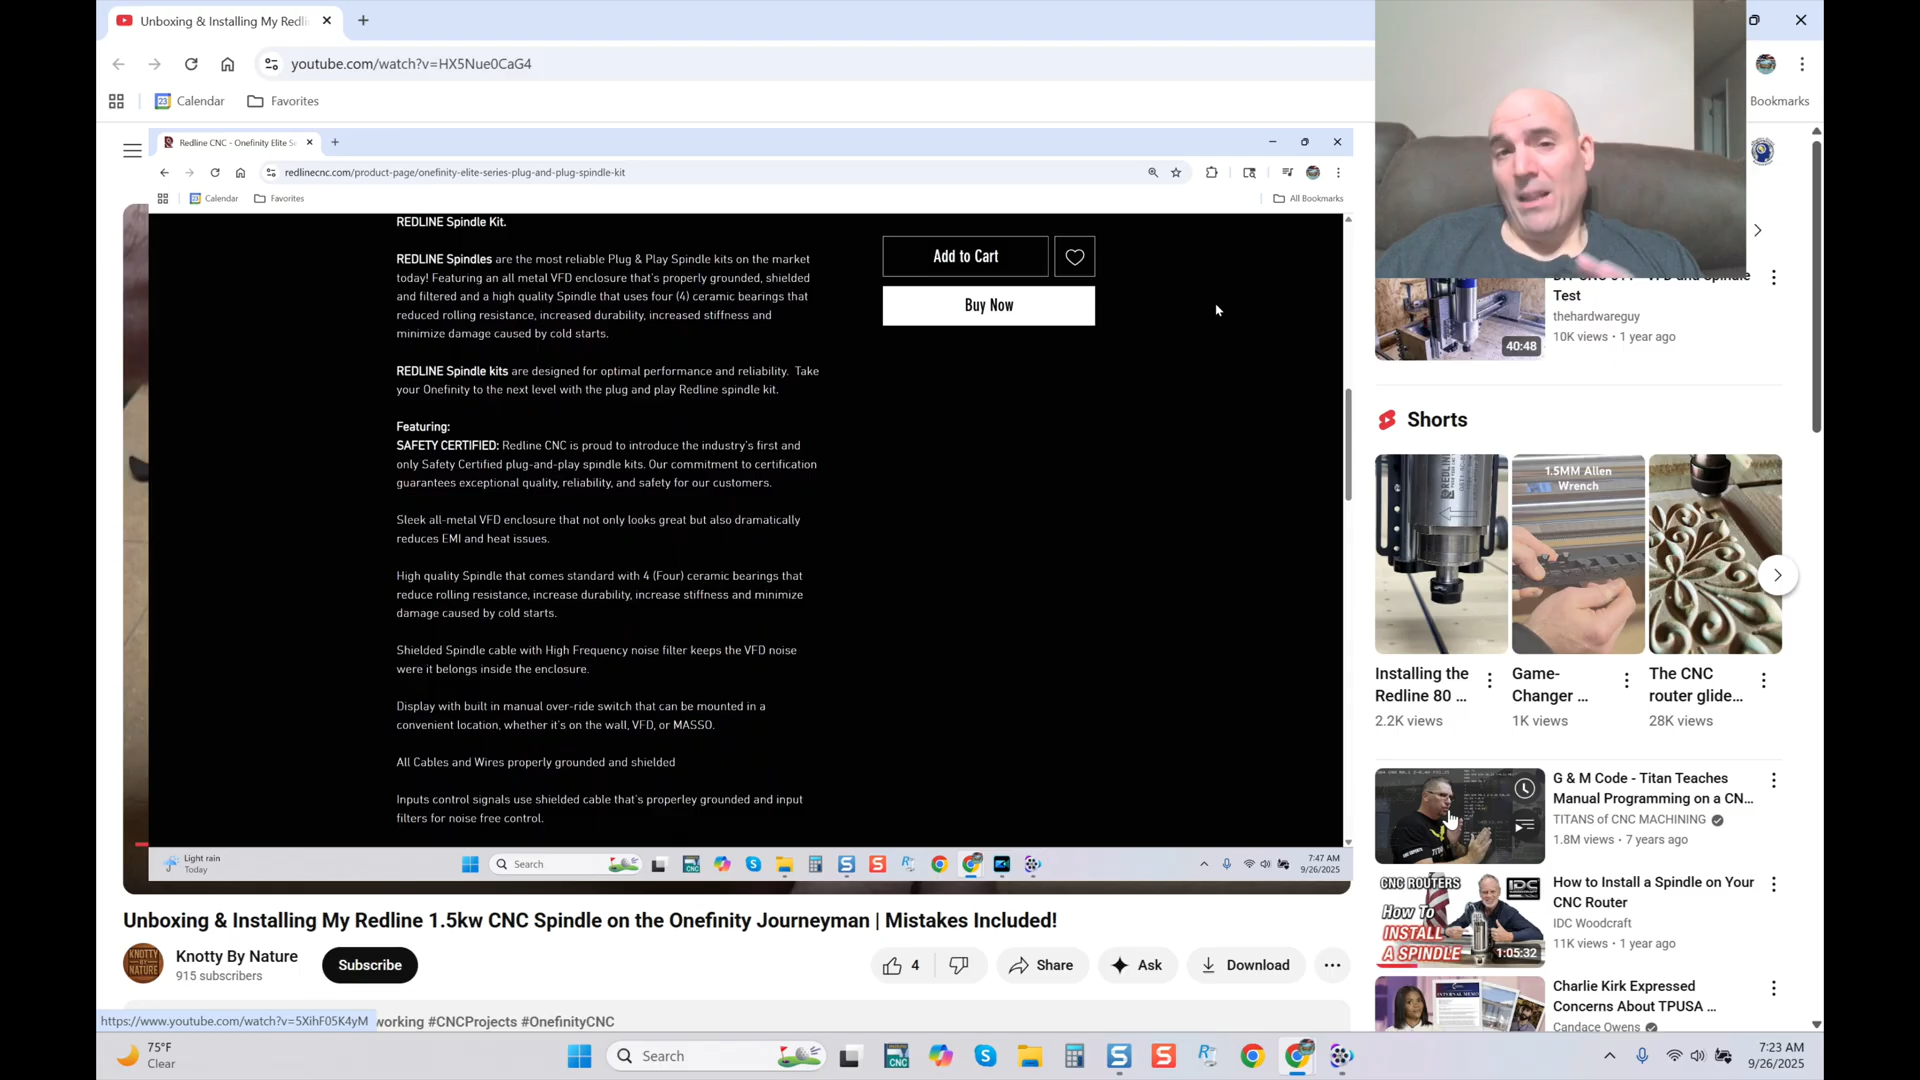 Unboxing & Installing My Redli
youtube.com/watch?v=HX5Nue0CaG4
Calendar
Favorites
Bookmarks
Redline CNC - Onefinity Elite Se
redlinecnc.com/product-page/onefinity-elite-series-plug-and-plug-spindle-kit
Calendar
Favorites
All Bookmarks
REDLINE Spindle Kit.
REDLINE Spindles are the most reliable Plug & Play Spindle kits on the market
today! Featuring an all metal VFD enclosure that's properly grounded, shielded
and filtered and a high quality Spindle that uses four (4) ceramic bearings that
reduced rolling resistance, increased durability, increased stiffness and
minimize damage caused by cold starts.
REDLINE Spindle kits are designed for optimal performance and reliability. Take
your Onefinity to the next level with the plug and play Redline spindle kit.
Featuring:
SAFETY CERTIFIED: Redline CNC is proud to introduce the industry's first and
only Safety Certified plug-and-play spindle kits. Our commitment to certification
guarantees exceptional quality, reliability, and safety for our customers.
Sleek all-metal VFD enclosure that not only looks great but also dramatically
reduces EMI and heat issues.
High quality Spindle that comes standard with 4 (Four) ceramic bearings that
reduce rolling resistance, increase durability, increase stiffness and minimize
damage caused by cold starts.
Shielded Spindle cable with High Frequency noise filter keeps the VFD noise
were it belongs inside the enclosure.
Display with built in manual over-ride switch that can be mounted in a
convenient location, whether it's on the wall, VFD, or MASSO.
All Cables and Wires properly grounded and shielded
Inputs control signals use shielded cable that's properley grounded and input
filters for noise free control.
Add to Cart
Buy Now
Light rain
Today
Search
7:47 AM
9/26/2025
Unboxing & Installing My Redline 1.5kw CNC Spindle on the Onefinity Journeyman | Mistakes Included!
KNOTTY
BY
NATURE
Knotty By Nature
915 subscribers
Subscribe
4
Share
Ask
Download
working #CNCProjects #OnefinityCNC
https://www.youtube.com/watch?v=5XihF05K4yM
Test
thehardwareguy
10K views • 1 year ago
40:48
Shorts
REDLINE
1.5MM Allen
Wrench
Installing the
Redline 80 ...
2.2K views
Game-
Changer ...
1K views
The CNC
router glide...
28K views
G & M Code - Titan Teaches
Manual Programming on a CN...
TITANS of CNC MACHINING
1.8M views • 7 years ago
CNC ROUTERS
IDC
How To
INSTALL
A SPINDLE
1:05:32
How to Install a Spindle on Your
CNC Router
IDC Woodcraft
11K views • 1 year ago
Charlie Kirk Expressed
Concerns About TPUSA ...
Candace Owens
75°F
Clear
Search
7:23 AM
9/26/2025